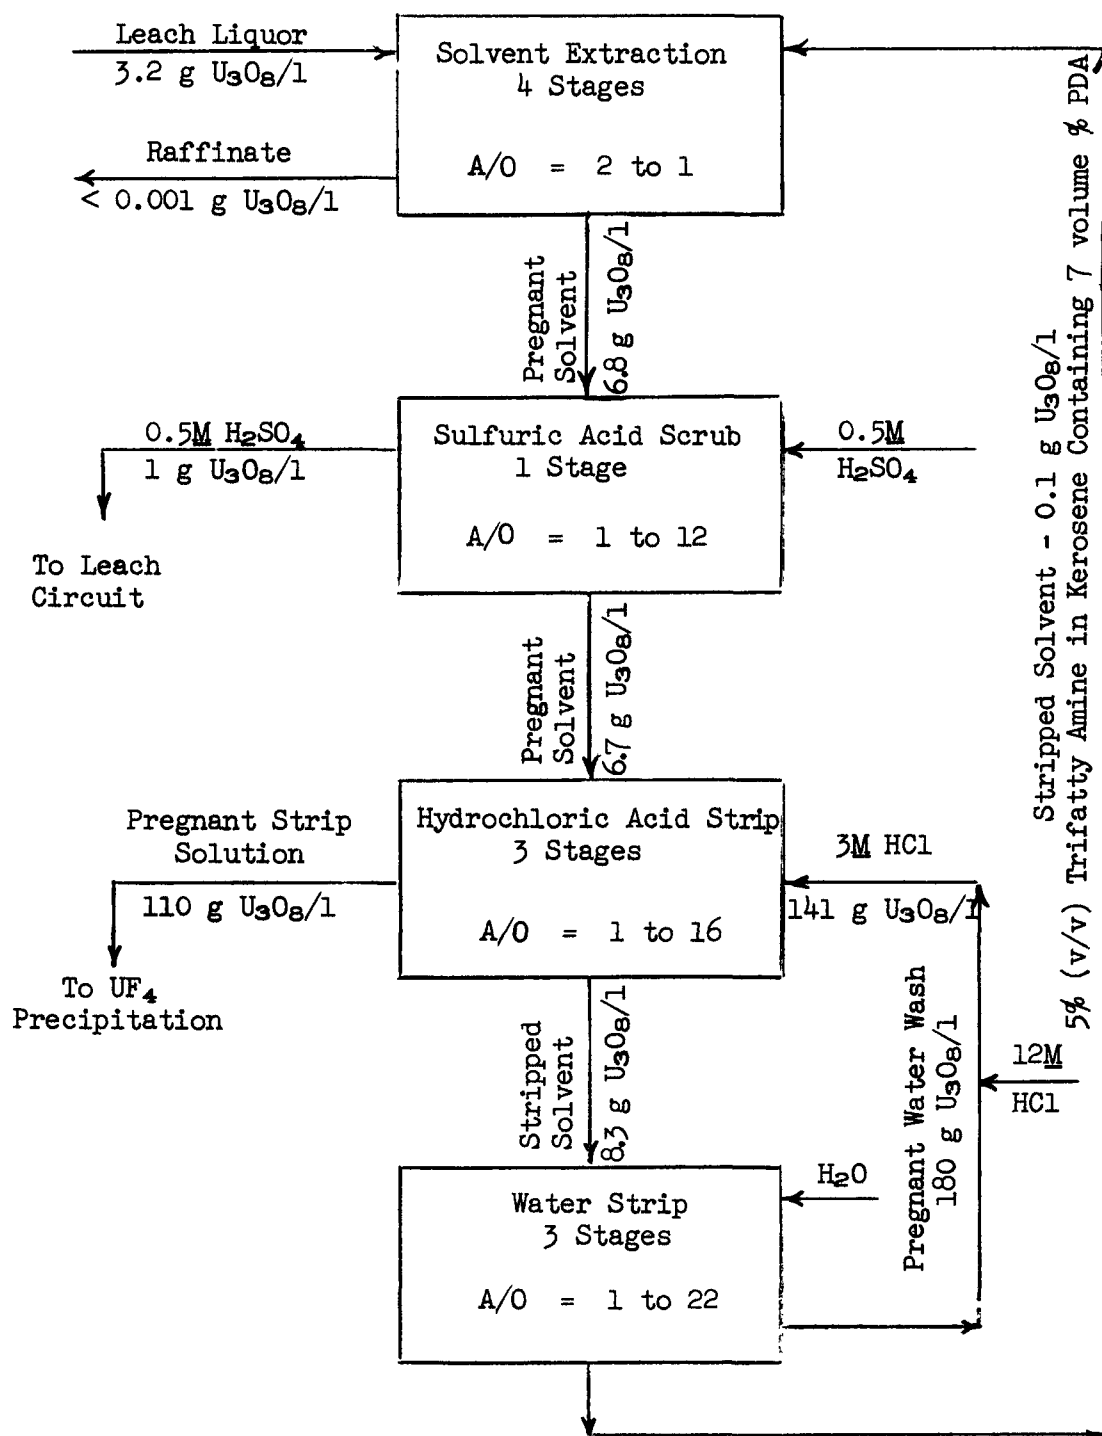 Leach Liquor
3.2 g U₃O₈/l
Raffinate
< 0.001 g U₃O₈/l
Solvent Extraction
4 Stages
A/O = 2 to 1
Pregnant
Solvent
6.8 g U₃O₈/l
0.5M H₂SO₄
1 g U₃O₈/l
To Leach
Circuit
Sulfuric Acid Scrub
1 Stage
A/O = 1 to 12
0.5M
H₂SO₄
Pregnant
Solvent
6.7 g U₃O₈/l
Pregnant Strip
Solution
110 g U₃O₈/l
To UF₄
Precipitation
Hydrochloric Acid Strip
3 Stages
A/O = 1 to 16
3M HCl
141 g U₃O₈/l
Stripped
Solvent
8.3 g U₃O₈/l
Pregnant Water Wash
180 g U₃O₈/l
12M
HCl
Water Strip
3 Stages
A/O = 1 to 22
H₂O
Stripped Solvent - 0.1 g U₃O₈/l
5% (v/v) Trifatty Amine in Kerosene Containing 7 volume % PDA